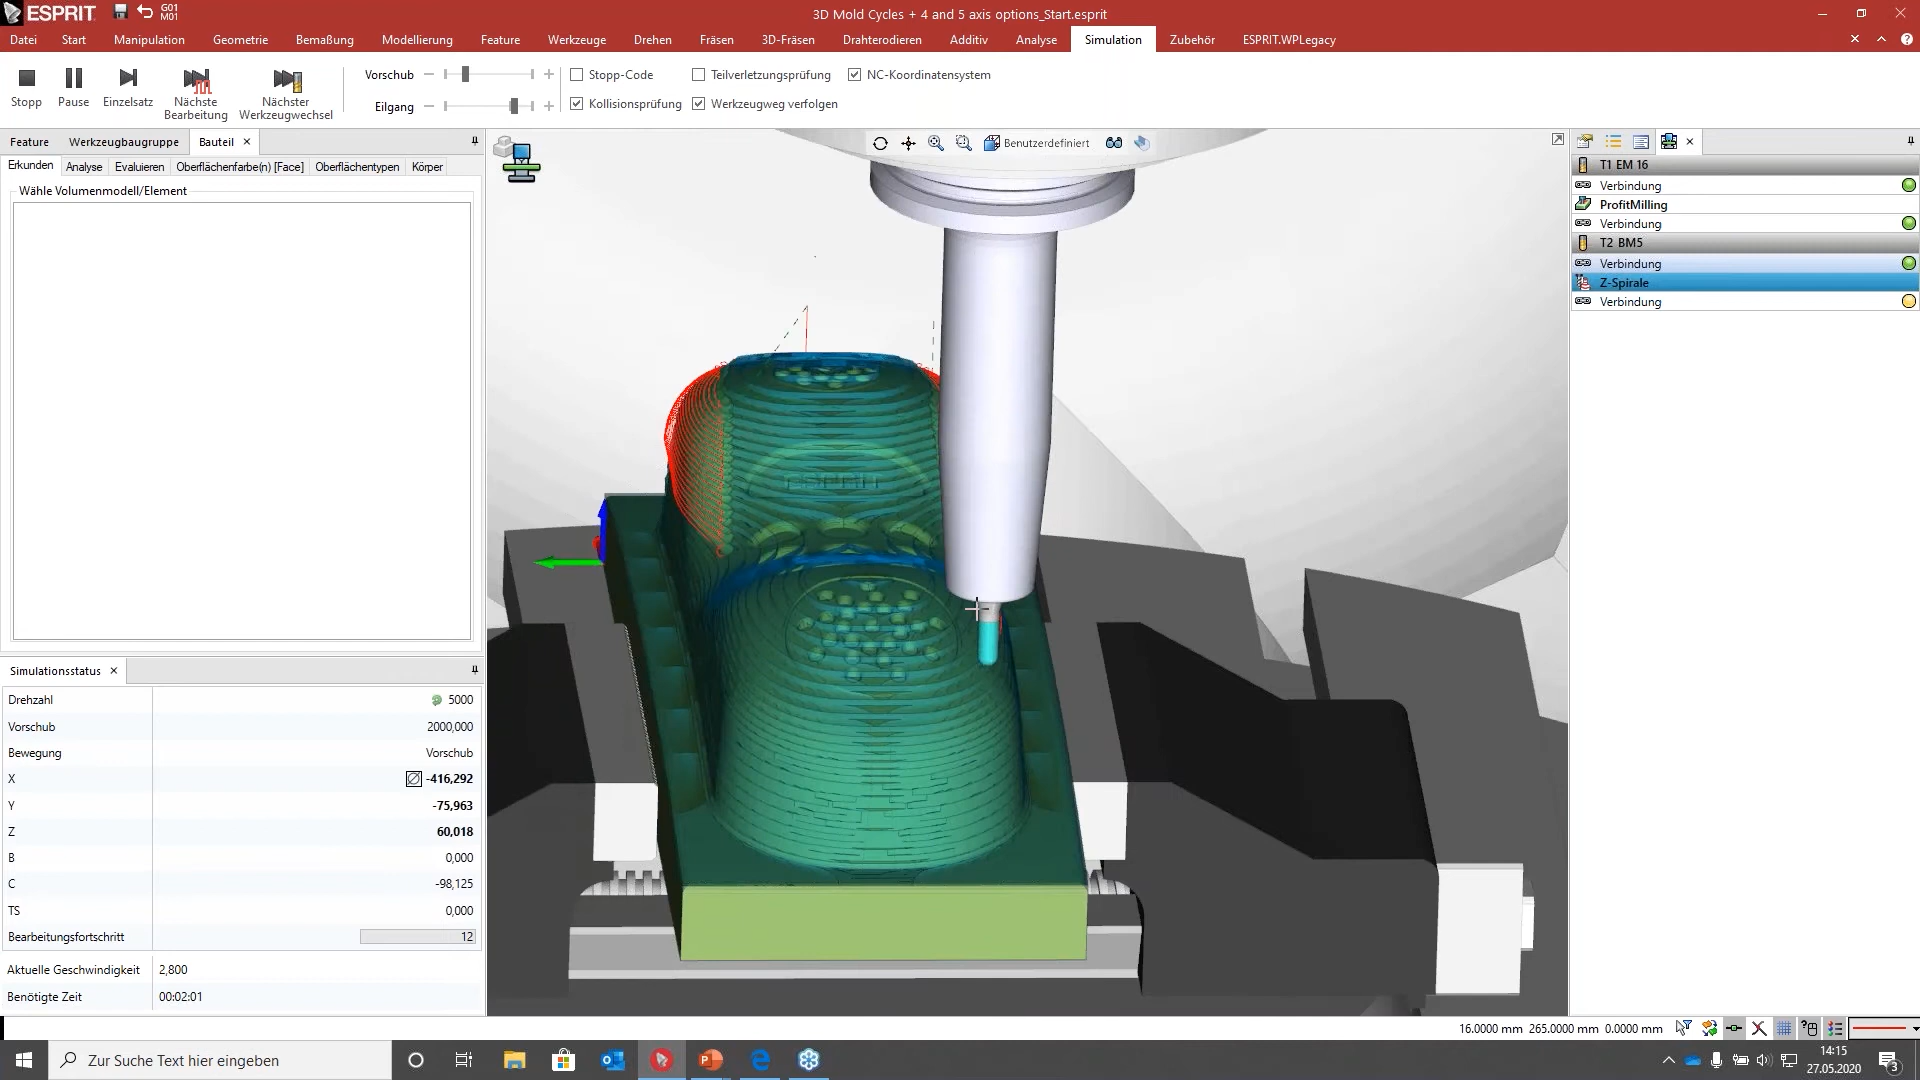 ESPRIT
G01
M01
3D Mold Cycles + 4 and 5 axis options_Start.esprit
Datei Start Manipulation Geometrie Bemaßung Modellierung Feature Werkzeuge Drehen Fräsen 3D-Fräsen Drahterodieren Additiv Analyse Simulation Zubehör ESPRIT.WPLegacy
Stopp Pause Einzelsatz Nächste Bearbeitung Nächster Werkzeugwechsel
Vorschub
Eilgang
Stopp-Code Teilverletzungsprüfung NC-Koordinatensystem
Kollisionsprüfung Werkzeugweg verfolgen
Feature Werkzeugbaugruppe Bauteil
Erkunden Analyse Evaluieren Oberflächenfarbe(n) [Face] Oberflächentypen Körper
Wähle Volumenmodell/Element
Benutzerdefiniert
ESPRIT
T1 EM 16
Verbindung
ProfitMilling
Verbindung
T2 BM5
Verbindung
Z-Spirale
Verbindung
Simulationsstatus
Drehzahl 5000
Vorschub 2000,000
Bewegung Vorschub
X -416,292
Y -75,963
Z 60,018
B 0,000
C -98,125
TS 0,000
Bearbeitungsfortschritt 12
Aktuelle Geschwindigkeit 2,800
Benötigte Zeit 00:02:01
16.0000 mm 265.0000 mm 0.0000 mm
Zur Suche Text hier eingeben
14:15
27.05.2020
3